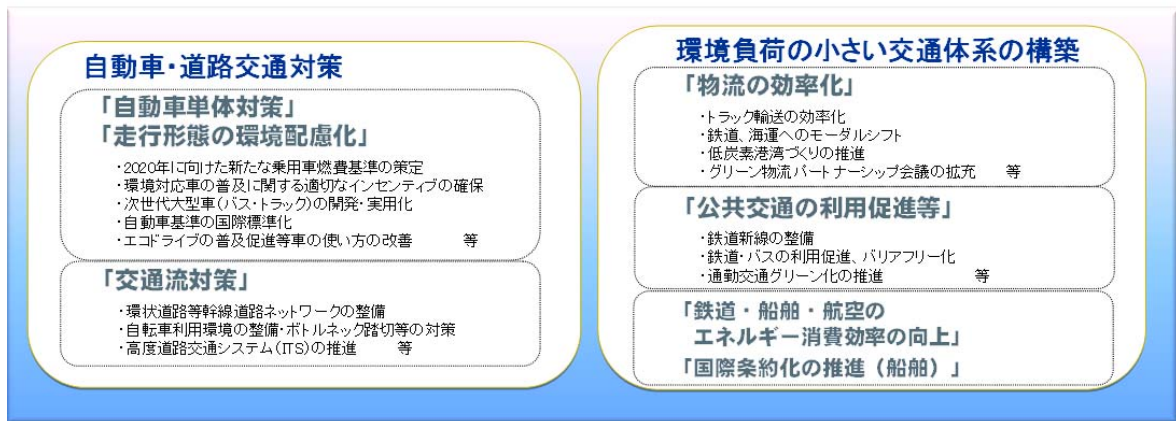 自動車・道路交通対策
「自動車単体対策」
「走行形態の環境配慮化」
・2020年に向けた新たな乗用車燃費基準の策定
・環境対応車の普及に関する適切なインセンティブの確保
・次世代大型車(バス・トラック)の開発・実用化
・自動車基準の国際標準化
・エコドライブの普及促進等車の使い方の改善 等
「交通流対策」
・環状道路等幹線道路ネットワークの整備
・自転車利用環境の整備・ボトルネック踏切等の対策
・高度道路交通システム(ITS)の推進 等
環境負荷の小さい交通体系の構築
「物流の効率化」
・トラック輸送の効率化
・鉄道、海運へのモーダルシフト
・低炭素港湾づくりの推進
・グリーン物流パートナーシップ会議の拡充 等
「公共交通の利用促進等」
・鉄道新線の整備
・鉄道・バスの利用促進、バリアフリー化
・通勤交通グリーン化の推進 等
「鉄道・船舶・航空の
エネルギー消費効率の向上」
「国際条約化の推進(船舶)」